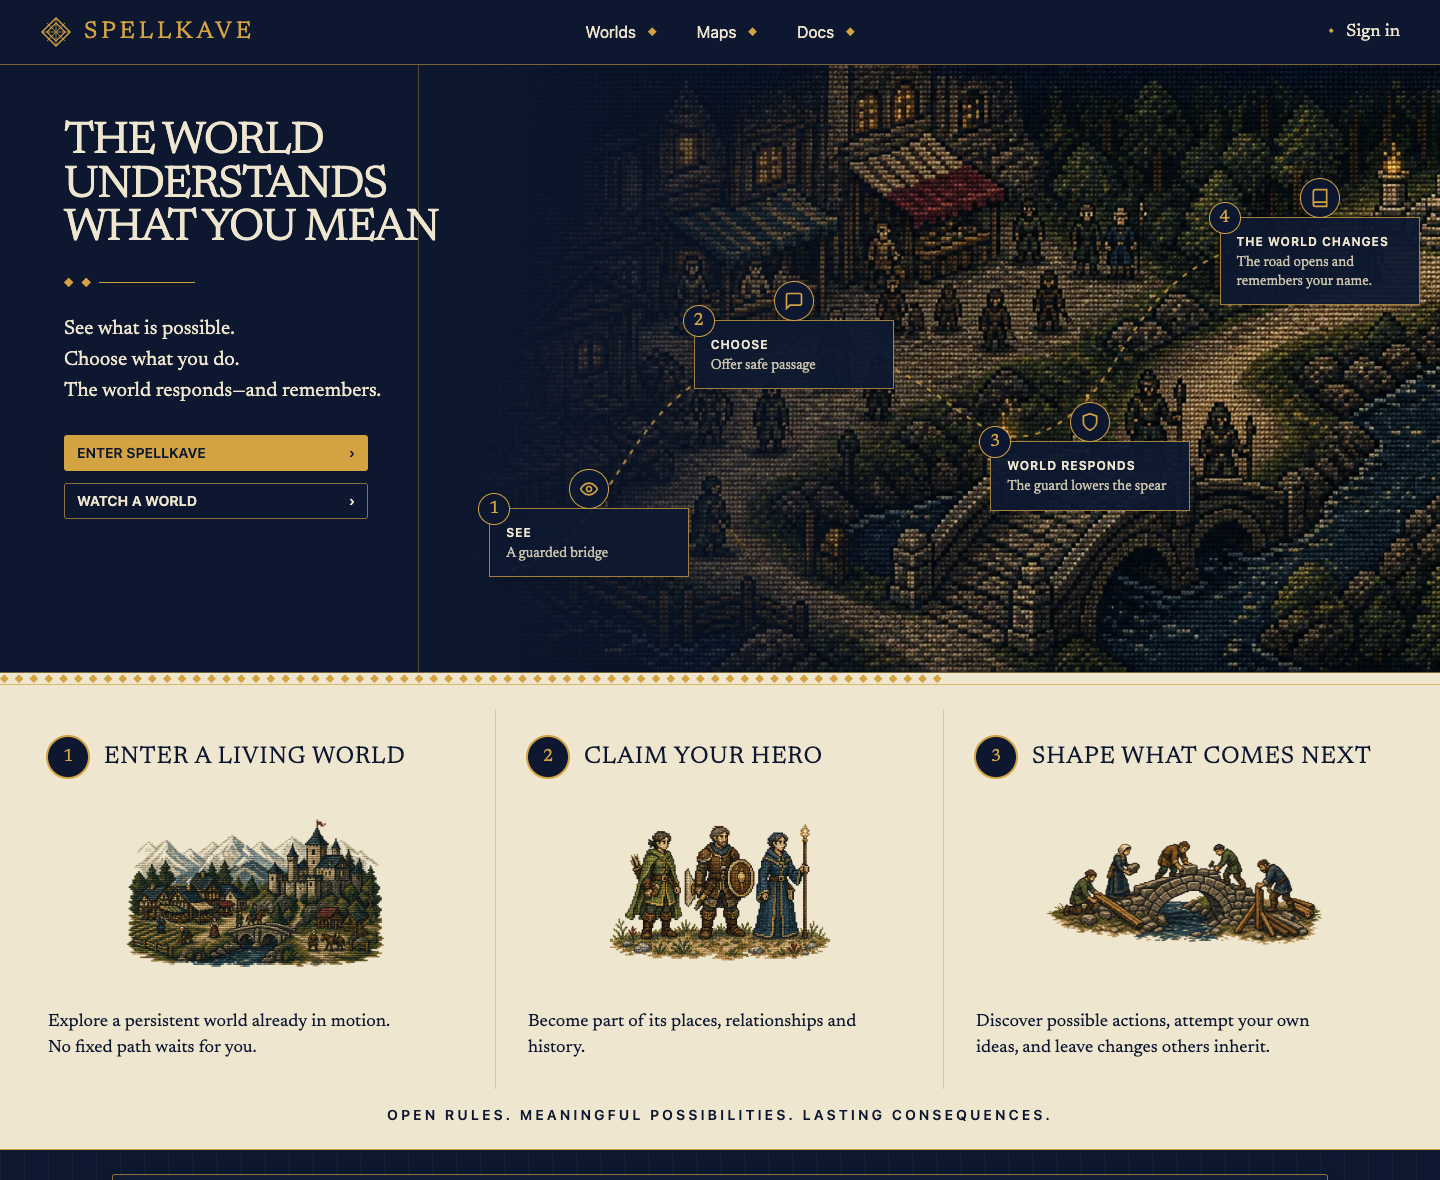 SPELLKAVE
Worlds
Maps
Docs
Sign in
THE WORLD
UNDERSTANDS
WHAT YOU MEAN
See what is possible.
Choose what you do.
The world responds—and remembers.
ENTER SPELLKAVE ›
WATCH A WORLD ›
1
SEE
A guarded bridge
2
CHOOSE
Offer safe passage
3
WORLD RESPONDS
The guard lowers the spear
4
THE WORLD CHANGES
The road opens and
remembers your name.
1 ENTER A LIVING WORLD
Explore a persistent world already in motion.
No fixed path waits for you.
2 CLAIM YOUR HERO
Become part of its places, relationships and
history.
3 SHAPE WHAT COMES NEXT
Discover possible actions, attempt your own
ideas, and leave changes others inherit.
OPEN RULES. MEANINGFUL POSSIBILITIES. LASTING CONSEQUENCES.